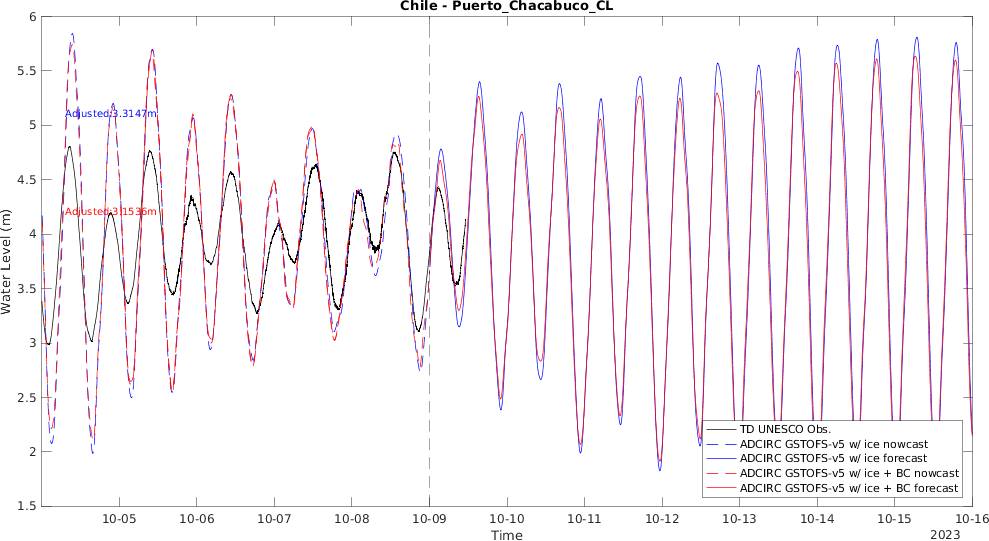 Chile - Puerto_Chacabuco_CL
6
5.5
5
4.5
4
3.5
3
2.5
2
1.5
Water Level (m)
Adjusted:3.3147m
Adjusted:3.1536m
TD UNESCO Obs.
ADCIRC GSTOFS-v5 w/ ice nowcast
ADCIRC GSTOFS-v5 w/ ice forecast
ADCIRC GSTOFS-v5 w/ ice + BC nowcast
ADCIRC GSTOFS-v5 w/ ice + BC forecast
10-05 10-06 10-07 10-08 10-09 10-10 10-11 10-12 10-13 10-14 10-15 10-16
Time
2023